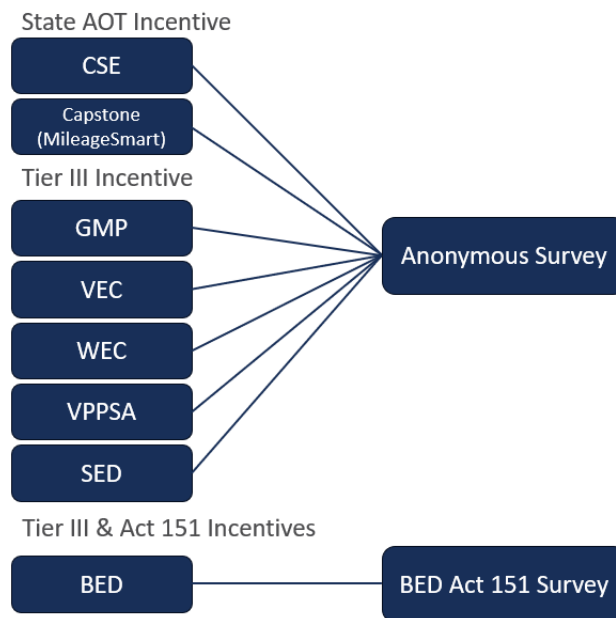 State AOT Incentive
CSE
Capstone
(MileageSmart)
Tier III Incentive
GMP
VEC
WEC
VPPSA
SED
Anonymous Survey
Tier III & Act 151 Incentives
BED
BED Act 151 Survey